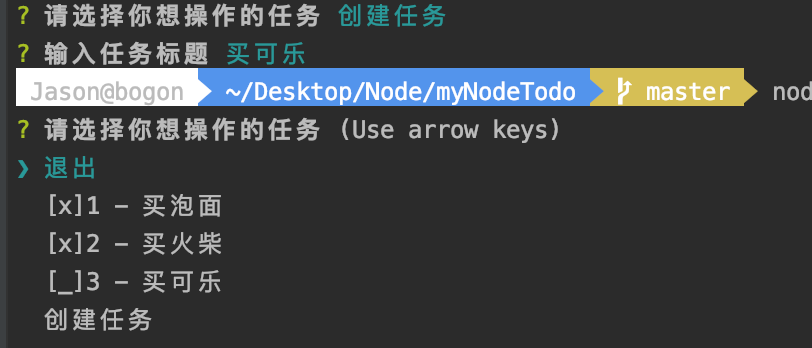 ? 请选择你想操作的任务 创建任务
? 输入任务标题 买可乐
Jason@bogon ~/Desktop/Node/myNodeTodo master nod
? 请选择你想操作的任务 (Use arrow keys)
❯ 退出
[x]1 - 买泡面
[x]2 - 买火柴
[_]3 - 买可乐
创建任务